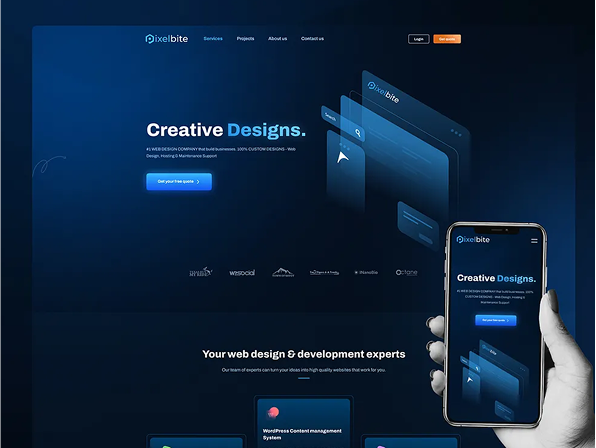 Pixelbite
Services Projects About us Contact us
Login Get quote
Pixelbite
Search
Creative Designs.
#1 WEB DESIGN COMPANY that build businesses. 100% CUSTOM DESIGNS - Web
Design, Hosting & Maintenance Support
Get your free quote
wesocial
Octane
Your web design & development experts
Our team of experts can turn your ideas into high quality websites that work for you.
WordPress Content management
System
Pixelbite
Creative Designs.
#1 WEB DESIGN COMPANY that build businesses. 100%
CUSTOM DESIGNS - Web Design, Hosting &
Maintenance Support
Get your free quote